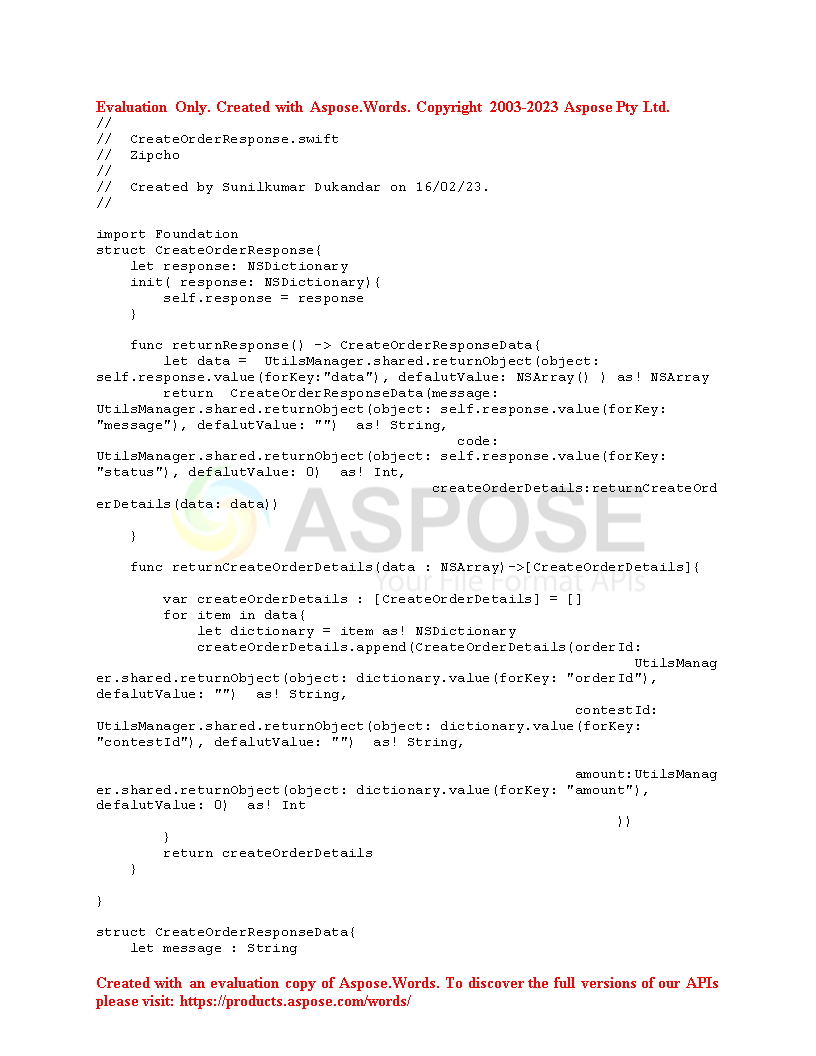 Evaluation Only. Created with Aspose.Words. Copyright 2003-2023 Aspose Pty Ltd.
//
//  CreateOrderResponse.swift
//  Zipcho
//
//  Created by Sunilkumar Dukandar on 16/02/23.
//

import Foundation
struct CreateOrderResponse{
    let response: NSDictionary
    init( response: NSDictionary){
        self.response = response
    }

    func returnResponse() -> CreateOrderResponseData{
        let data =  UtilsManager.shared.returnObject(object:
self.response.value(forKey:"data"), defalutValue: NSArray() ) as! NSArray
        return  CreateOrderResponseData(message:
UtilsManager.shared.returnObject(object: self.response.value(forKey:
"message"), defalutValue: "")  as! String,
                                           code:
UtilsManager.shared.returnObject(object: self.response.value(forKey:
"status"), defalutValue: 0)  as! Int,
                                        createOrderDetails:returnCreateOrd
erDetails(data: data))
ASPOSE
    }

    func returnCreateOrderDetails(data : NSArray)->[CreateOrderDetails]{
Your File Format APIs
        var createOrderDetails : [CreateOrderDetails] = []
        for item in data{
            let dictionary = item as! NSDictionary
            createOrderDetails.append(CreateOrderDetails(orderId:
                                                                UtilsManag
er.shared.returnObject(object: dictionary.value(forKey: "orderId"),
defalutValue: "")  as! String,
                                                         contestId:
UtilsManager.shared.returnObject(object: dictionary.value(forKey:
"contestId"), defalutValue: "")  as! String,

                                                         amount:UtilsManag
er.shared.returnObject(object: dictionary.value(forKey: "amount"),
defalutValue: 0)  as! Int
                                                              ))
        }
        return createOrderDetails
    }

}

struct CreateOrderResponseData{
    let message : String

Created with an evaluation copy of Aspose.Words. To discover the full versions of our APIs
please visit: https://products.aspose.com/words/